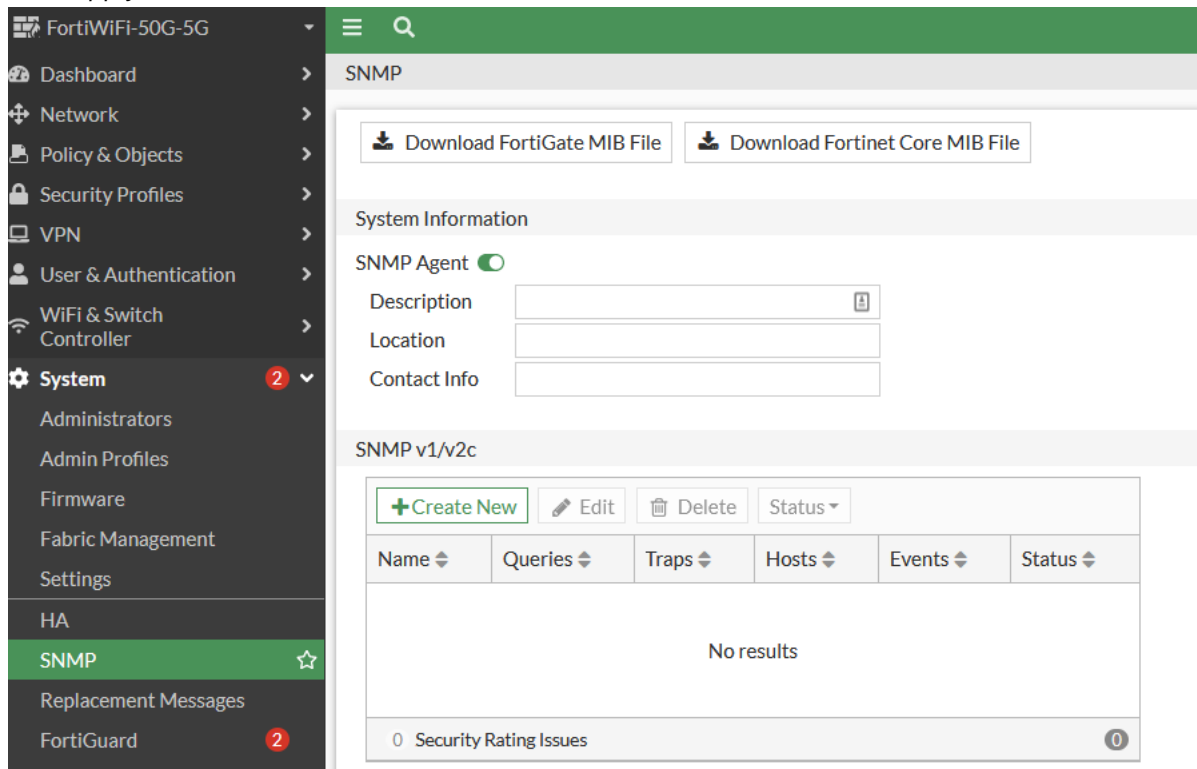 FortiWiFi-50G-5G
Dashboard
Network
Policy & Objects
Security Profiles
VPN
User & Authentication
WiFi & Switch
Controller
System 2
Administrators
Admin Profiles
Firmware
Fabric Management
Settings
HA
SNMP
Replacement Messages
FortiGuard 2
SNMP
Download FortiGate MIB File Download Fortinet Core MIB File
System Information
SNMP Agent
Description
Location
Contact Info
SNMP v1/v2c
+Create New Edit Delete Status
Name Queries Traps Hosts Events Status
No results
0 Security Rating Issues 0